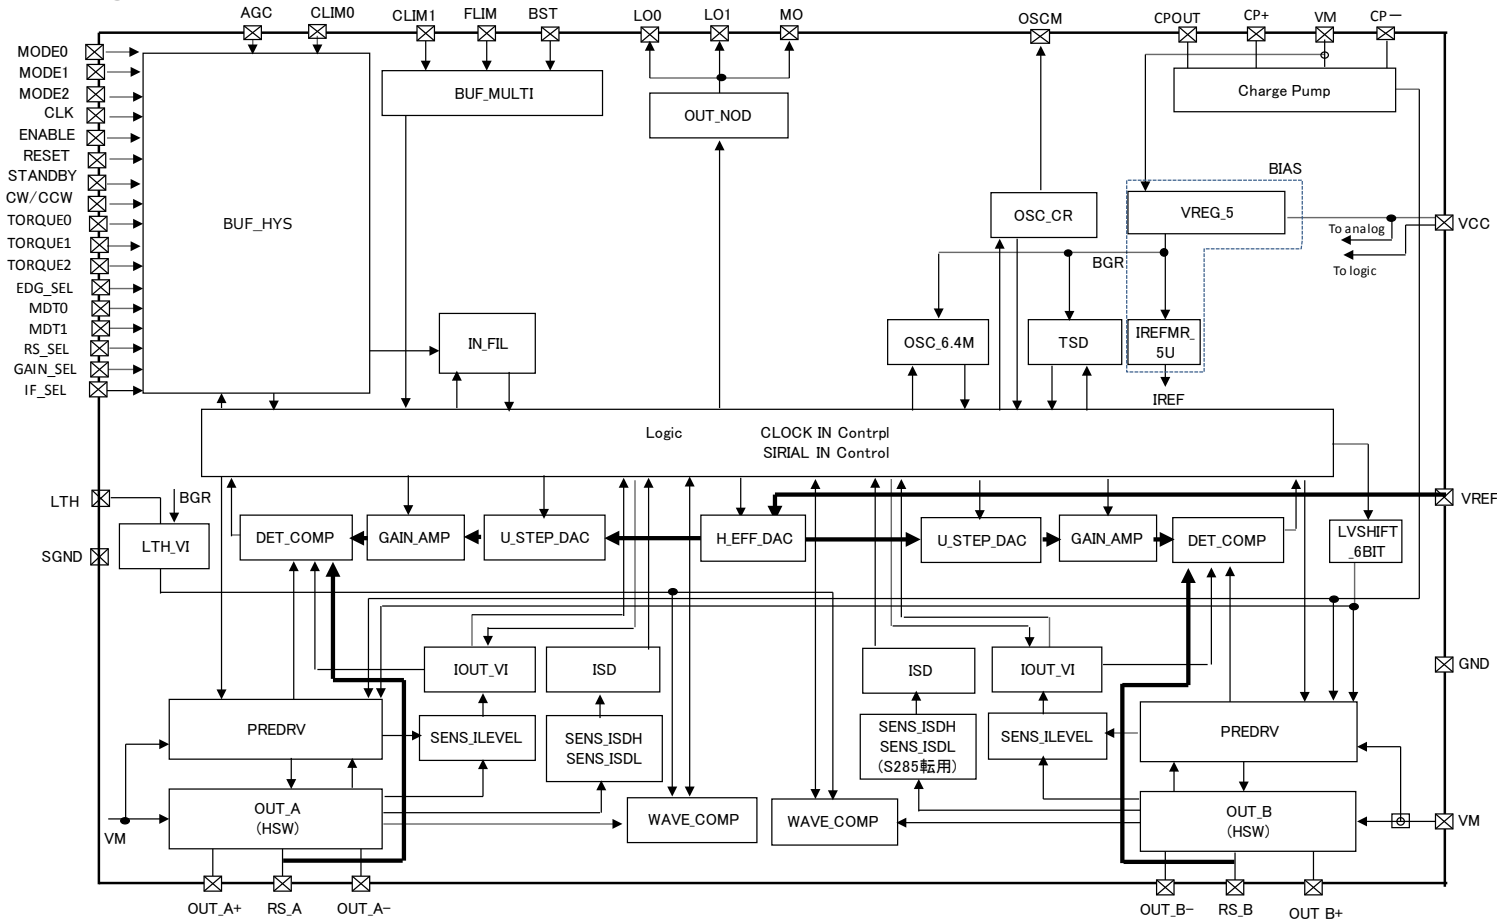 AGC
CLIM0
CLIM1
FLIM
BST
LO0
LO1
MO
OSCM
CPOUT
CP+
VM
CP－
MODE0
MODE1
MODE2
CLK
ENABLE
RESET
STANDBY
CW/CCW
TORQUE0
TORQUE1
TORQUE2
EDG_SEL
MDT0
MDT1
RS_SEL
GAIN_SEL
IF_SEL
BUF_HYS
BUF_MULTI
OUT_NOD
Charge Pump
BIAS
OSC_CR
VREG_5
VCC
To analog
To logic
BGR
IN_FIL
OSC_6.4M
TSD
IREFMR_
5U
IREF
Logic
CLOCK IN Contrpl
SIRIAL IN Control
LTH
BGR
VREF
LTH_VI
DET_COMP
GAIN_AMP
U_STEP_DAC
H_EFF_DAC
U_STEP_DAC
GAIN_AMP
DET_COMP
LVSHIFT
_6BIT
SGND
GND
IOUT_VI
ISD
ISD
IOUT_VI
PREDRV
SENS_ILEVEL
SENS_ISDH
SENS_ISDL
SENS_ISDH
SENS_ISDL
(S285転用)
SENS_ILEVEL
PREDRV
OUT_A
(HSW)
WAVE_COMP
WAVE_COMP
OUT_B
(HSW)
VM
VM
OUT_A+
RS_A
OUT_A-
OUT_B-
RS_B
OUT B+